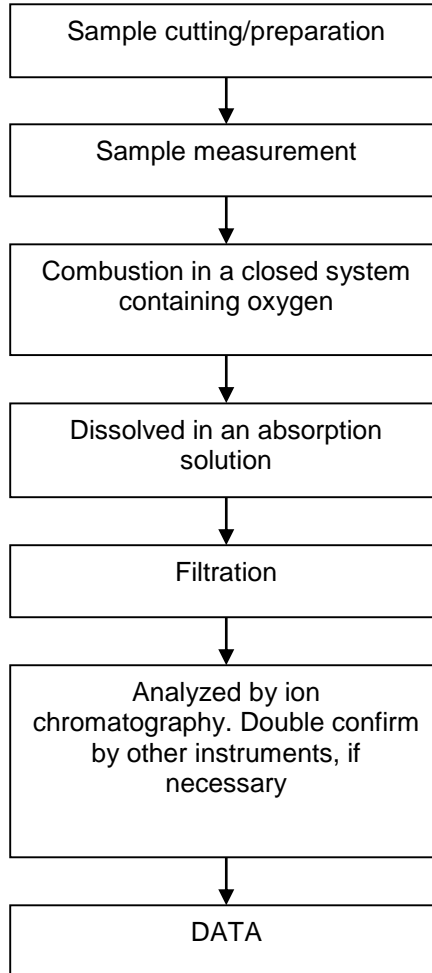 Sample cutting/preparation
Sample measurement
Combustion in a closed system
containing oxygen
Dissolved in an absorption
solution
Filtration
Analyzed by ion
chromatography. Double confirm
by other instruments, if
necessary
DATA